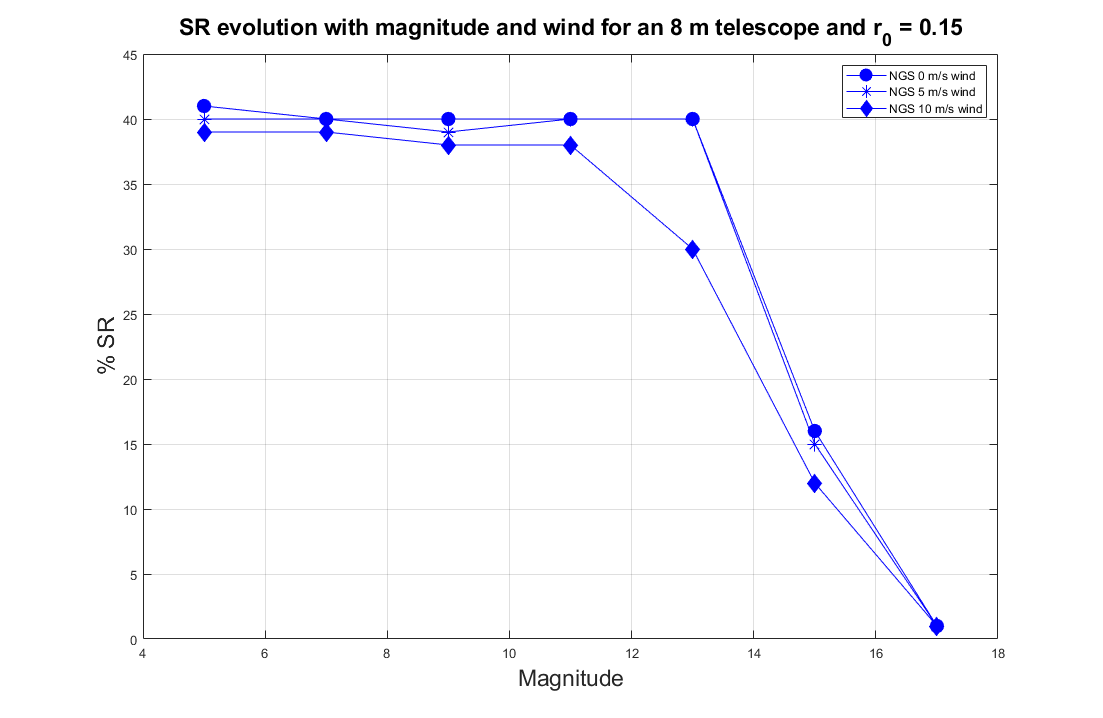 SR evolution with magnitude and wind for an 8 m telescope and r0 = 0.15
NGS 0 m/s wind
NGS 5 m/s wind
NGS 10 m/s wind
45
40
35
30
25
20
15
10
5
0
% SR
4 6 8 10 12 14 16 18
Magnitude